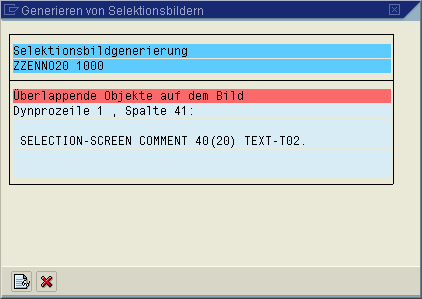 Generieren von Selektionsbildern
Selektionsbildgenerierung
ZZENNO20 1000
Überlappende Objekte auf dem Bild
Dynprozeile 1 , Spalte 41:
SELECTION-SCREEN COMMENT 40(20) TEXT-T02.